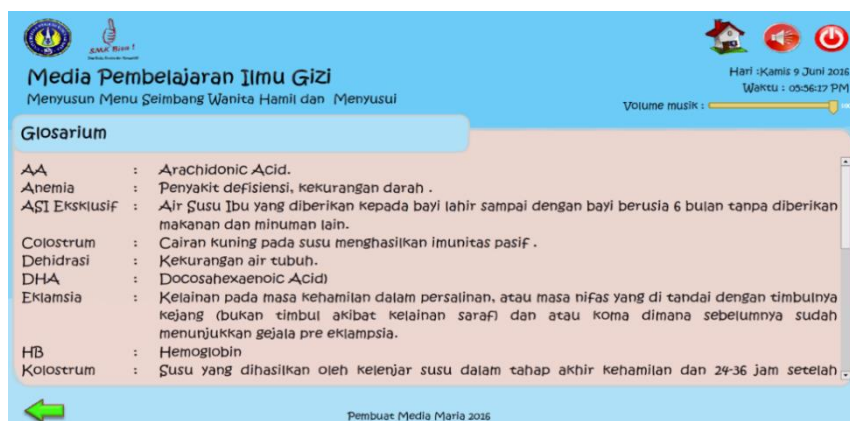 SMK Bisa !
Media Pembelajaran Ilmu Gizi
Menyusun Menu Seimbang Wanita Hamil dan Menyusui
Hari :Kamis 9 Juni 2016
Waktu : 05:56:17 PM
Volume musik :
Glosarium
AA : Arachidonic Acid.
Anemia : Penyakit defisiensi, kekurangan darah .
ASI Eksklusif : Air Susu Ibu yang diberikan kepada bayi lahir sampai dengan bayi berusia 6 bulan tanpa diberikan
makanan dan minuman lain.
Colostrum : Cairan kuning pada susu menghasilkan imunitas pasif .
Dehidrasi : Kekurangan air tubuh.
DHA : Docosahexaenoic Acid)
Eklamsia : Kelainan pada masa kehamilan dalam persalinan, atau masa nifas yang di tandai dengan timbulnya
kejang (bukan timbul akibat kelainan saraf) dan atau koma dimana sebelumnya sudah
menunjukkan gejala pre eklampsia.
HB : Hemoglobin
Kolostrum : Susu yang dihasilkan oleh kelenjar susu dalam tahap akhir kehamilan dan 24-36 jam setelah
Pembuat Media Maria 2016